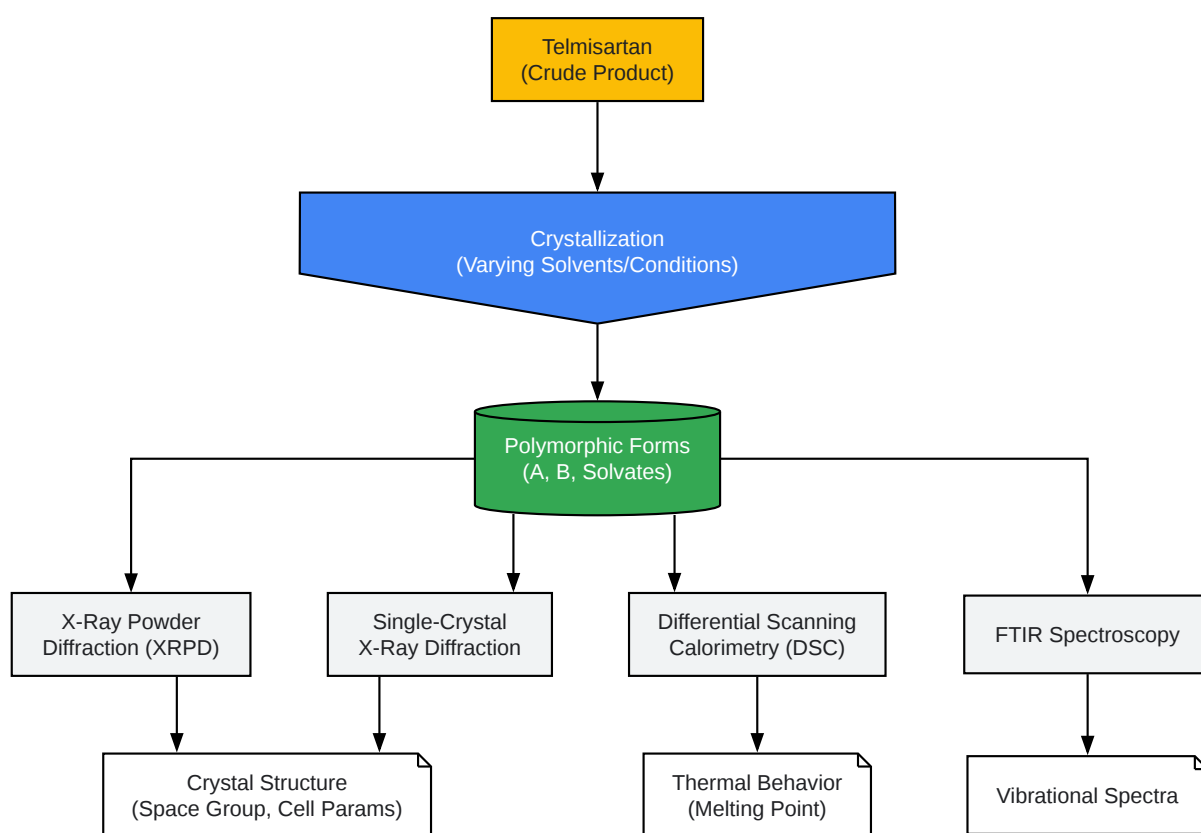 Telmisartan
(Crude Product)
Crystallization
(Varying Solvents/Conditions)
Polymorphic Forms
(A, B, Solvates)
X-Ray Powder
Diffraction (XRPD)
Single-Crystal
X-Ray Diffraction
Differential Scanning
Calorimetry (DSC)
FTIR Spectroscopy
Crystal Structure
(Space Group, Cell Params)
Thermal Behavior
(Melting Point)
Vibrational Spectra